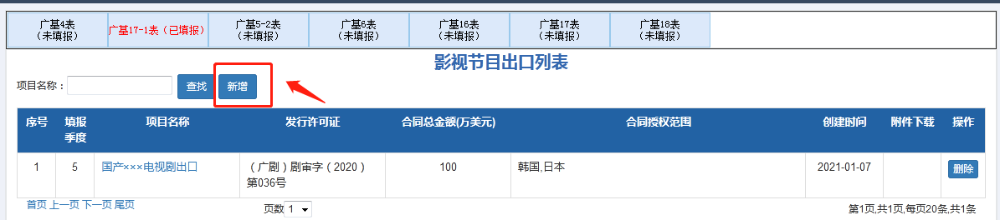 广基4表
（未填报）
广基17-1表（已填报）
广基5-2表
（未填报）
广基6表
（未填报）
广基16表
（未填报）
广基17表
（未填报）
广基18表
（未填报）
影视节目出口列表
项目名称：
查找
新增
序号
填报
季度
项目名称
发行许可证
合同总金额(万美元)
合同授权范围
创建时间
附件下载
操作
1
5
国产×××电视剧出口
（广剧）剧审字（2020）
第036号
100
韩国,日本
2021-01-07
删除
首页 上一页 下一页 尾页
页数 1
第1页,共1页,每页20条,共1条